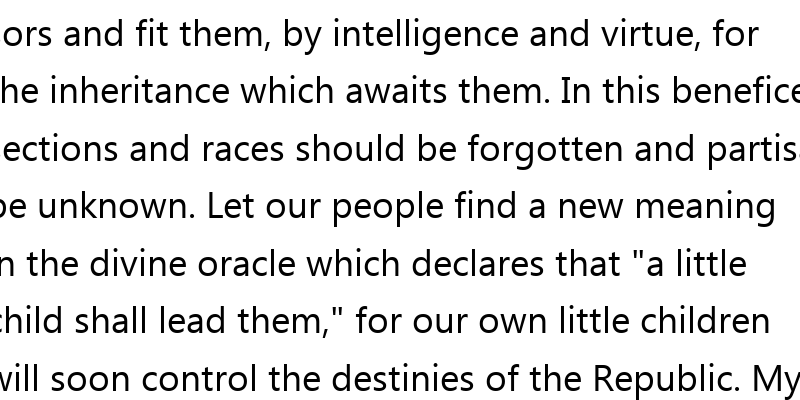 ors and fit them, by intelligence and virtue, for
he inheritance which awaits them. In this benefice
ections and races should be forgotten and partis
be unknown. Let our people find a new meaning
n the divine oracle which declares that "a little
child shall lead them," for our own little children
will soon control the destinies of the Republic. My